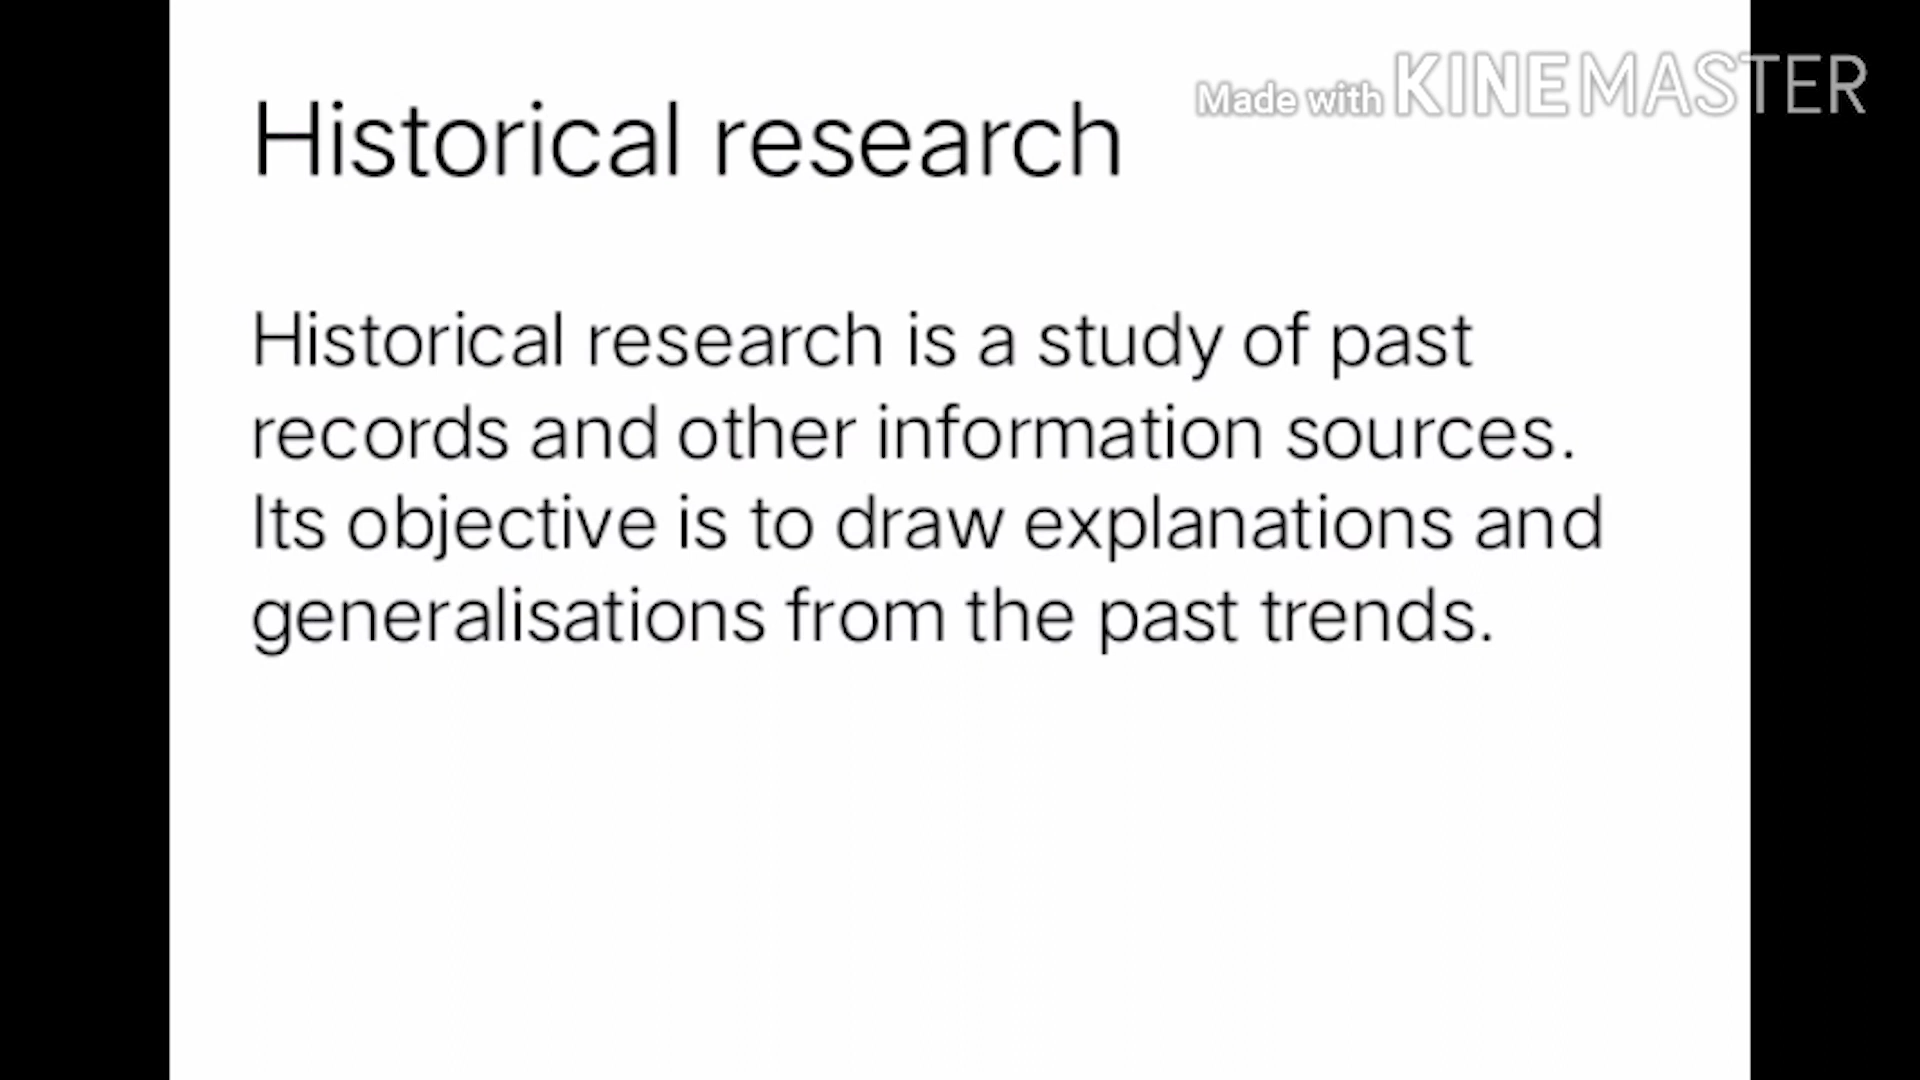 Made with KINEMASTER
Historical research
Historical research is a study of past
records and other information sources.
Its objective is to draw explanations and
generalisations from the past trends.